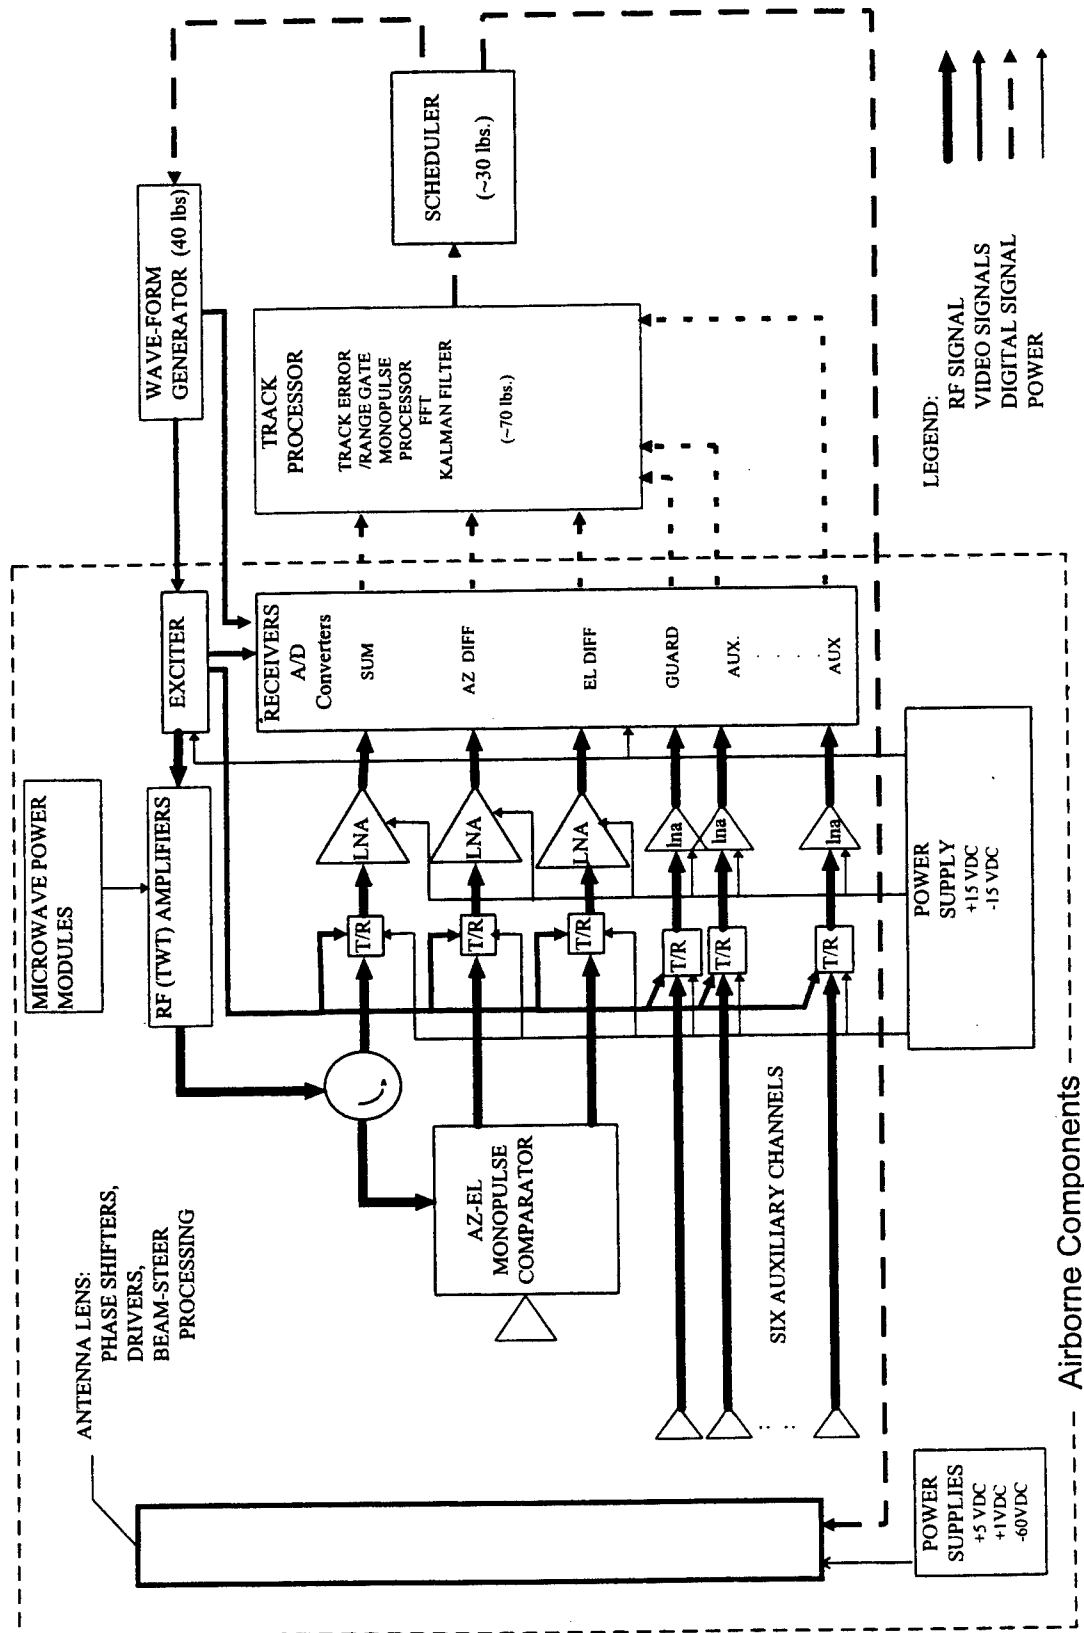 ANTENNA LENS:
PHASE SHIFTERS,
DRIVERS,
BEAM-STEER
PROCESSING
MICROWAVE POWER
MODULES
RF (TWT) AMPLIFIERS
EXCITER
WAVE-FORM
GENERATOR (40 lbs)
AZ-EL
MONOPULSE
COMPARATOR
T/R
LNA
T/R
LNA
T/R
LNA
T/R
lna
T/R
lna
T/R
lna
RECEIVERS
A/D
Converters
SUM
AZ DIFF
EL DIFF
GUARD
AUX.
. . . . .
AUX
TRACK
PROCESSOR
TRACK ERROR
/RANGE GATE
MONOPULSE
PROCESSOR
FFT
KALMAN FILTER
(~70 lbs.)
SCHEDULER
(~30 lbs.)
SIX AUXILIARY CHANNELS
POWER
SUPPLIES
+5 VDC
+1VDC
-60VDC
POWER
SUPPLY
+15 VDC
-15 VDC
LEGEND:
RF SIGNAL
VIDEO SIGNALS
DIGITAL SIGNAL
POWER
Airborne Components